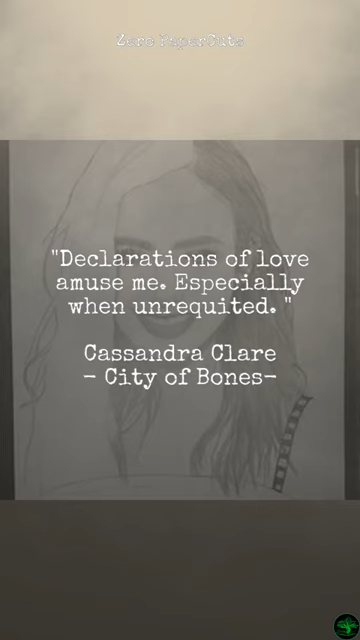 Zero PaperCuts
"Declarations of love
amuse me. Especially
when unrequited. "
Cassandra Clare
- City of Bones-